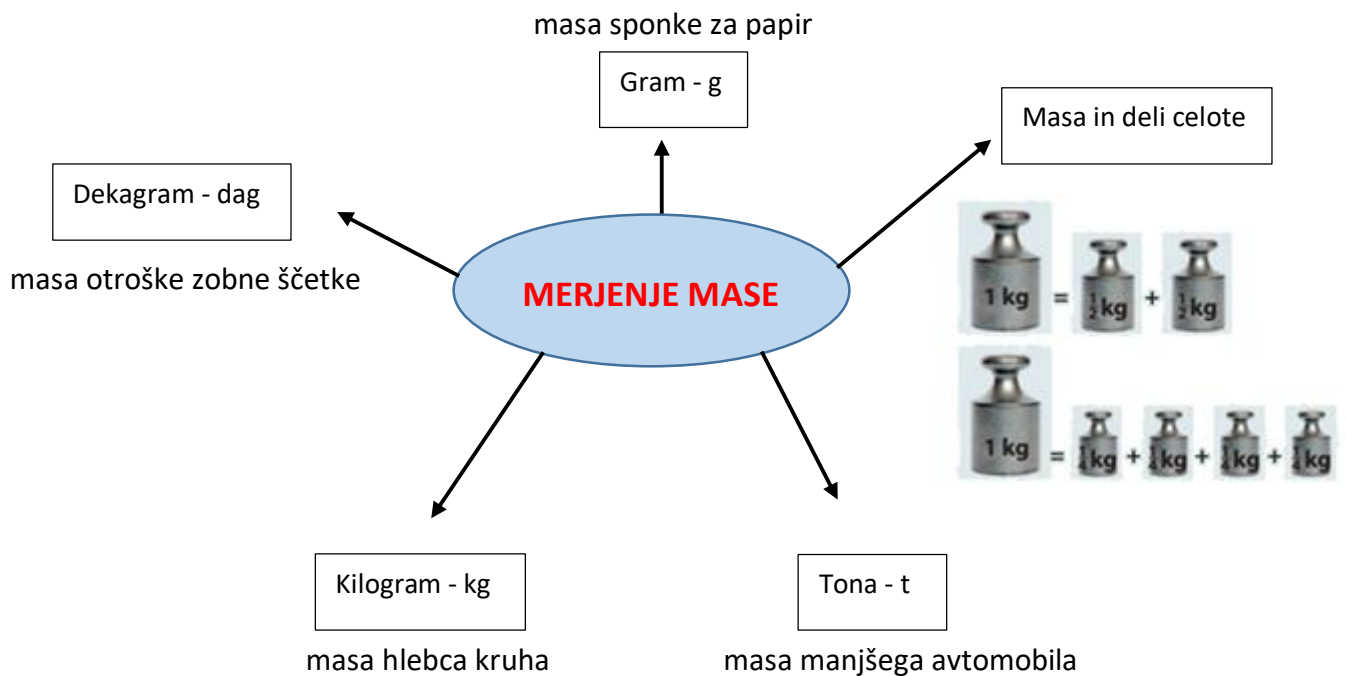 masa sponke za papir
Gram - g
Masa in deli celote
Dekagram - dag
masa otroške zobne ščetke
MERJENJE MASE
1 kg = 1/2 kg + 1/2 kg
1 kg = 1/4 kg + 1/4 kg + 1/4 kg + 1/4 kg
Kilogram - kg
masa hlebca kruha
Tona - t
masa manjšega avtomobila